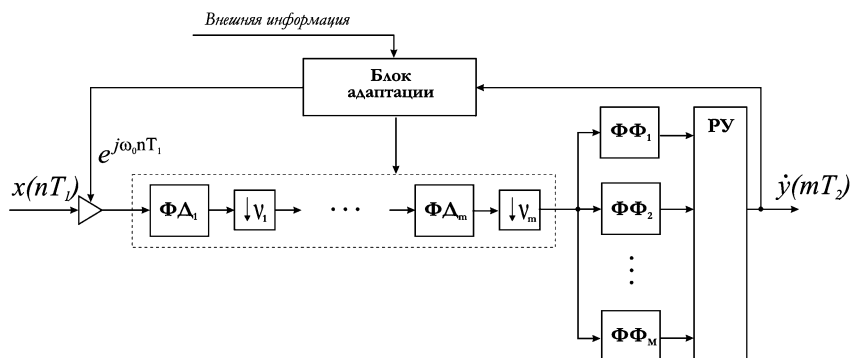 Внешняя информация
Блок
адаптации
e^{jω₀nT₁}
x(nT₁)
ФД₁
↓ν₁
· · ·
ФДₘ
↓νₘ
ФФ₁
ФФ₂
ФФ_М
РУ
ẏ(mT₂)